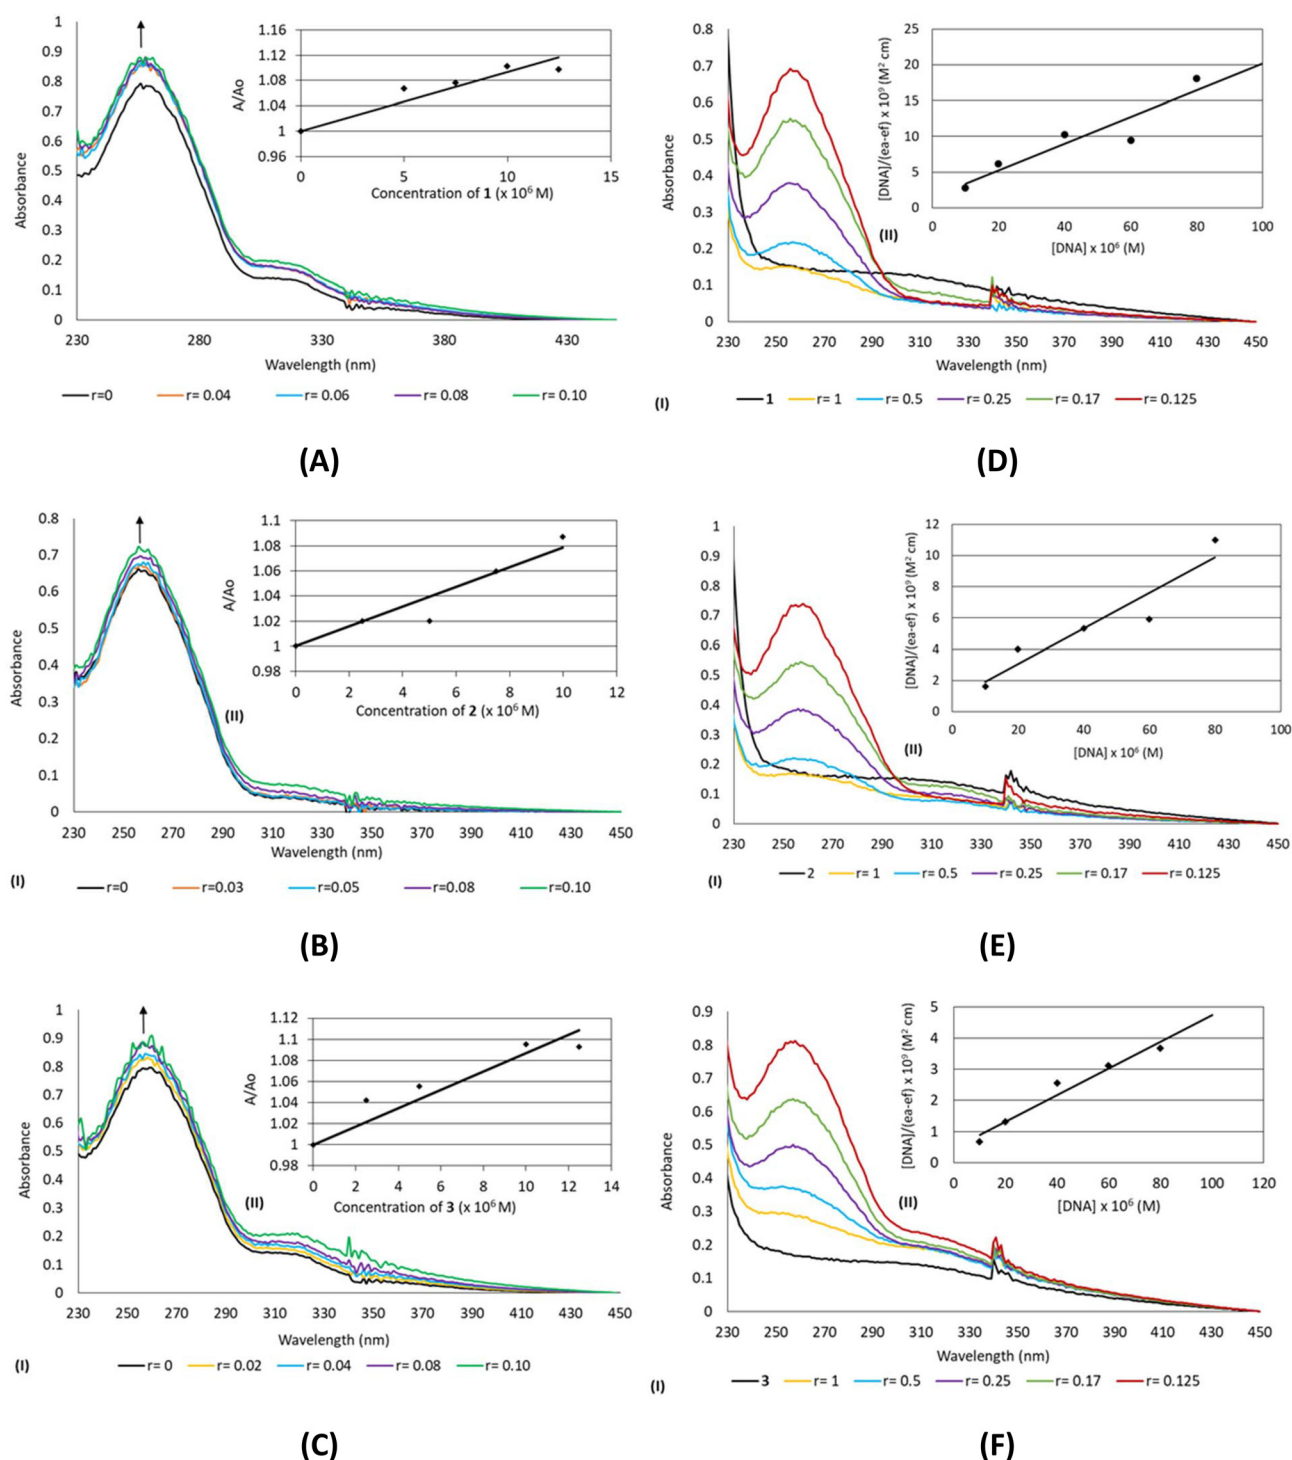 1
0.9
0.8
0.7
0.6
0.5
0.4
0.3
0.2
0.1
0
Absorbance
230 280 330 380 430
Wavelength (nm)
1.16
1.12
1.08
1.04
1
0.96
A/Ao
0 5 10 15
Concentration of 1 (x 10⁶ M)
r=0 r= 0.04 r= 0.06 r= 0.08 r= 0.10
(A)
0.8
0.7
0.6
0.5
0.4
0.3
0.2
0.1
0
Absorbance
230 250 270 290 310 330 350 370 390 410 430 450
Wavelength (nm)
25
20
15
10
5
0
[DNA]/(ea-ef) x 10⁹ (M² cm)
0 20 40 60 80 100
[DNA] x 10⁶ (M)
(II)
(I) 1 r= 1 r= 0.5 r= 0.25 r= 0.17 r= 0.125
(D)
0.8
0.7
0.6
0.5
0.4
0.3
0.2
0.1
0
Absorbance
230 250 270 290 310 330 350 370 390 410 430 450
Wavelength (nm)
1.1
1.08
1.06
1.04
1.02
1
0.98
A/Ao
0 2 4 6 8 10 12
Concentration of 2 (x 10⁶ M)
(II)
(I) r=0 r=0.03 r=0.05 r=0.08 r=0.10
(B)
1
0.9
0.8
0.7
0.6
0.5
0.4
0.3
0.2
0.1
0
Absorbance
230 250 270 290 310 330 350 370 390 410 430 450
Wavelength (nm)
12
10
8
6
4
2
0
[DNA]/(ea-ef) x 10⁹ (M² cm)
0 20 40 60 80 100
[DNA] x 10⁶ (M)
(II)
(I) 2 r= 1 r= 0.5 r= 0.25 r= 0.17 r= 0.125
(E)
1
0.9
0.8
0.7
0.6
0.5
0.4
0.3
0.2
0.1
0
Absorbance
230 250 270 290 310 330 350 370 390 410 430 450
Wavelength (nm)
1.12
1.1
1.08
1.06
1.04
1.02
1
0.98
A/Ao
0 2 4 6 8 10 12 14
Concentration of 3 (x 10⁶ M)
(II)
(I) r= 0 r= 0.02 r= 0.04 r= 0.08 r= 0.10
(C)
0.9
0.8
0.7
0.6
0.5
0.4
0.3
0.2
0.1
0
Absorbance
230 250 270 290 310 330 350 370 390 410 430 450
Wavelength (nm)
5
4
3
2
1
0
[DNA]/(ea-ef) x 10⁹ (M² cm)
0 20 40 60 80 100 120
[DNA] x 10⁶ (M)
(II)
(I) 3 r= 1 r= 0.5 r= 0.25 r= 0.17 r= 0.125
(F)